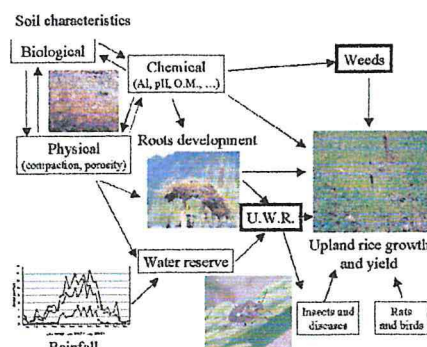 Soil characteristics
Biological
Chemical
(Al, pH, O.M., ...)
Weeds
Physical
(compaction, porosity)
Roots development
U.W.R.
Water reserve
Upland rice growth
and yield
Insects and
diseases
Rats
and birds
Rainfall